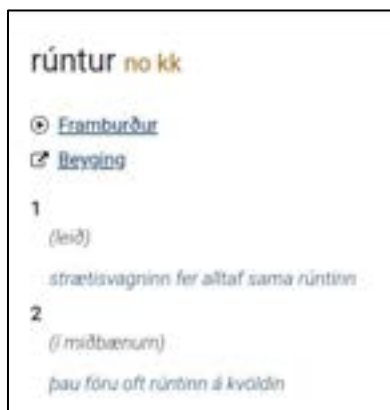 rúntur no kk
Framburður
Beyging
1
(leið)
strætisvagninn fer alltaf sama rúntinn
2
(í miðbænum)
þau fóru oft rúntinn á kvöldin